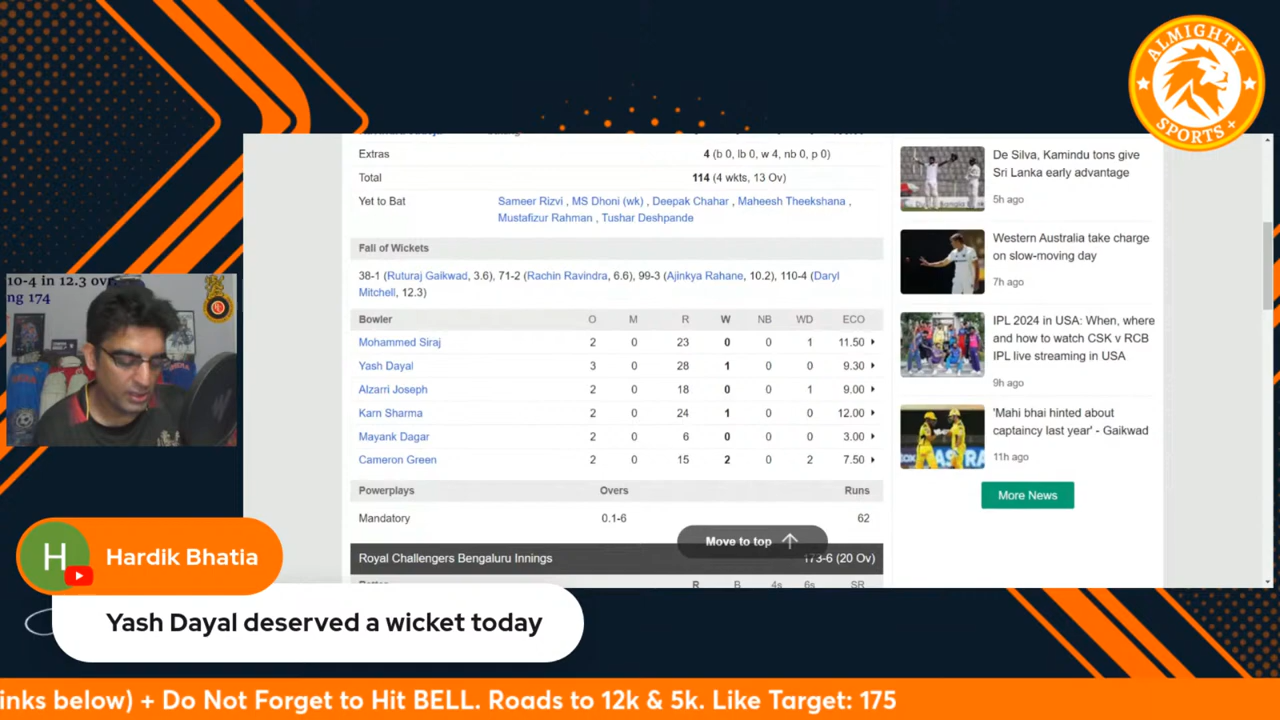 ALMIGHTY
SPORTS+
Extras 4 (b 0, lb 0, w 4, nb 0, p 0)
Total 114 (4 wkts, 13 Ov)
Yet to Bat Sameer Rizvi , MS Dhoni (wk) , Deepak Chahar , Maheesh Theekshana ,
Mustafizur Rahman , Tushar Deshpande
Fall of Wickets
38-1 (Ruturaj Gaikwad, 3.6), 71-2 (Rachin Ravindra, 6.6), 99-3 (Ajinkya Rahane, 10.2), 110-4 (Daryl
Mitchell, 12.3)
Bowler O M R W NB WD ECO
Mohammed Siraj 2 0 23 0 0 1 11.50
Yash Dayal 3 0 28 1 0 0 9.30
Alzarri Joseph 2 0 18 0 0 1 9.00
Karn Sharma 2 0 24 1 0 0 12.00
Mayank Dagar 2 0 6 0 0 0 3.00
Cameron Green 2 0 15 2 0 2 7.50
Powerplays Overs Runs
Mandatory 0.1-6 62
Move to top
Royal Challengers Bengaluru Innings 173-6 (20 Ov)
R B 4s 6s SR
De Silva, Kamindu tons give
Sri Lanka early advantage
5h ago
Western Australia take charge
on slow-moving day
7h ago
IPL 2024 in USA: When, where
and how to watch CSK v RCB
IPL live streaming in USA
9h ago
'Mahi bhai hinted about
captaincy last year' - Gaikwad
11h ago
More News
10-4 in 12.3 ov
ng 174
H
Hardik Bhatia
Yash Dayal deserved a wicket today
inks below) + Do Not Forget to Hit BELL. Roads to 12k & 5k. Like Target: 175